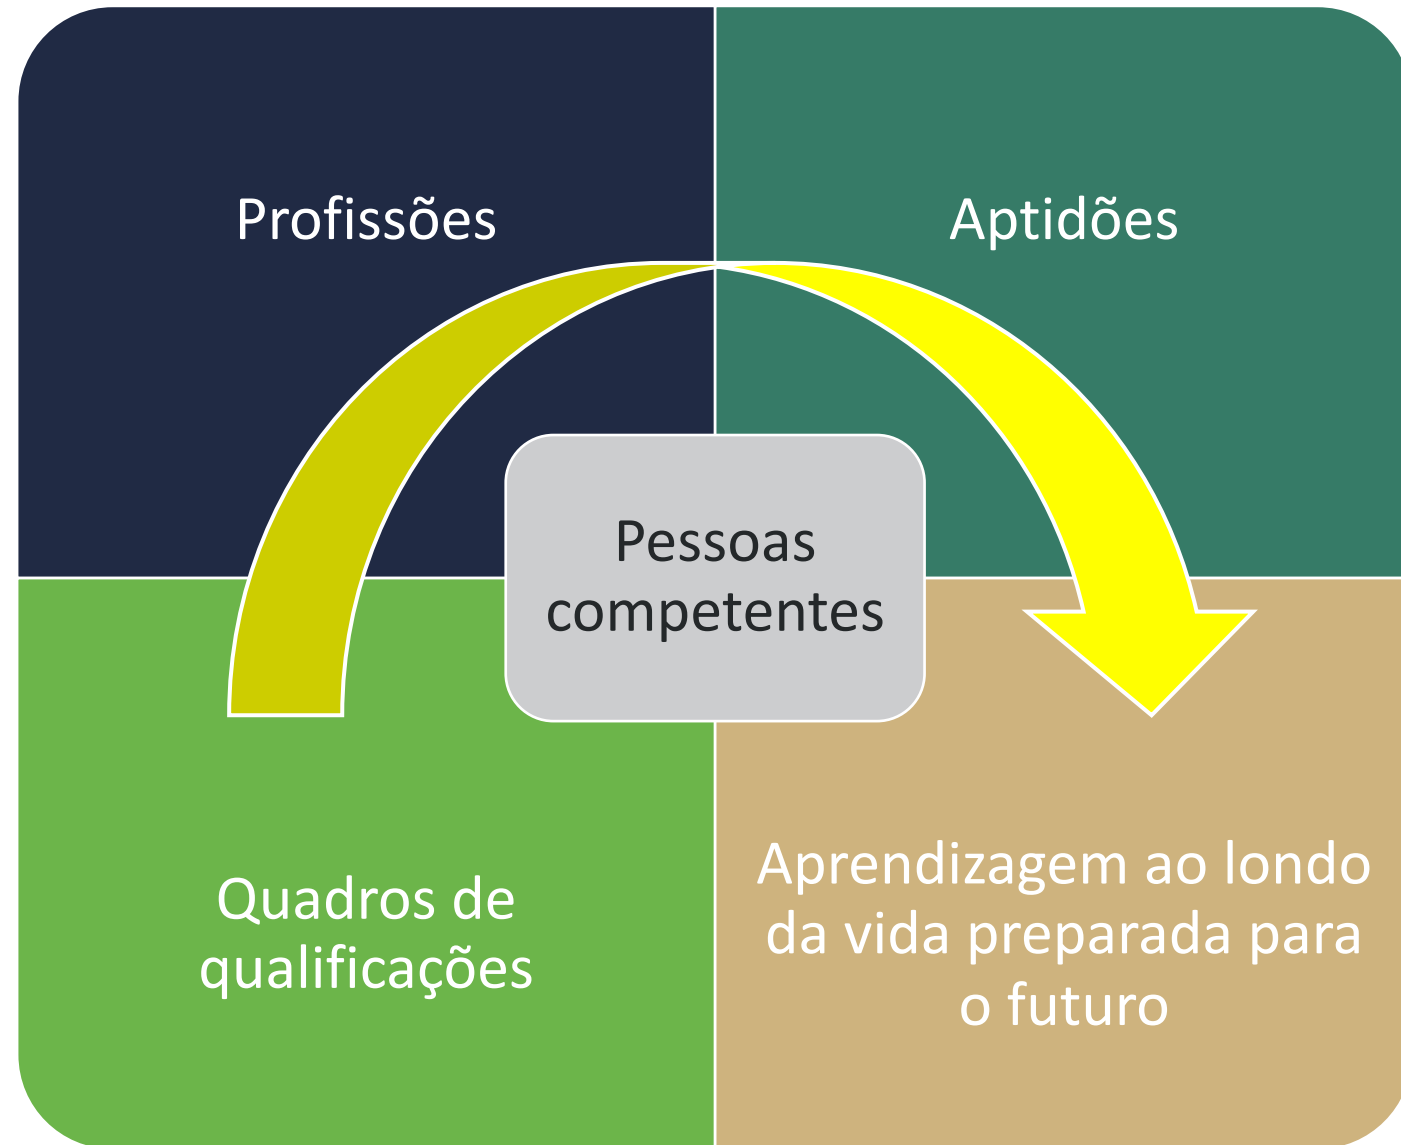 Profissões
Aptidões
Pessoas
competentes
Quadros de
qualificações
Aprendizagem ao londo
da vida preparada para
o futuro